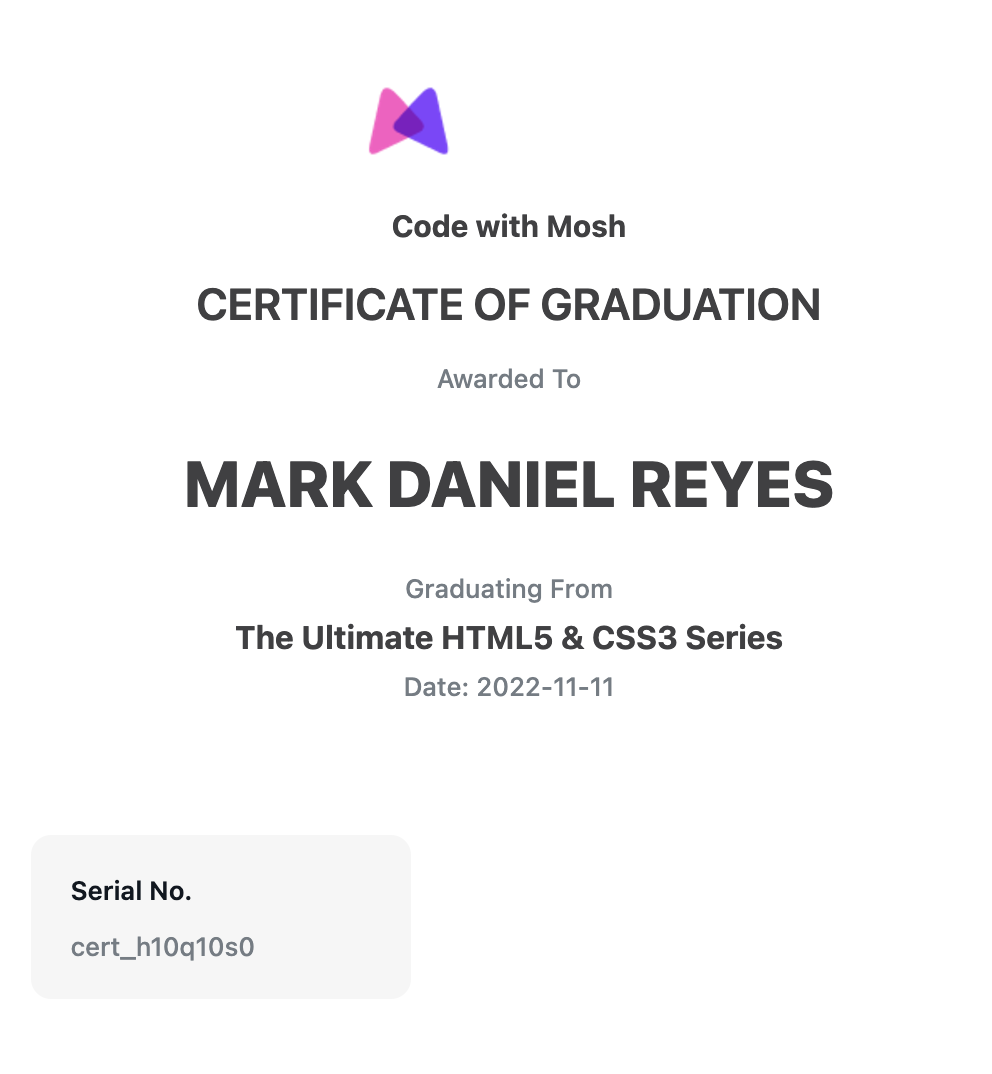 Code with Mosh
CERTIFICATE OF GRADUATION
Awarded To
MARK DANIEL REYES
Graduating From
The Ultimate HTML5 & CSS3 Series
Date: 2022-11-11
Serial No.
cert_h10q10s0